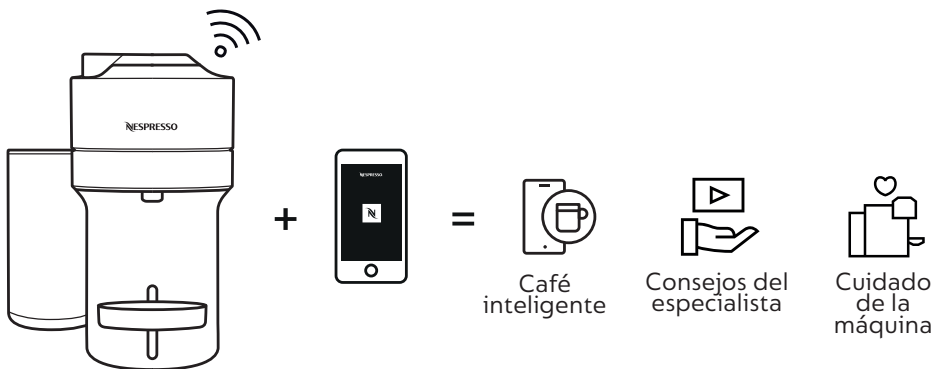 NESPRESSO
NESPRESSO
N
+
=
Café
inteligente
Consejos del
especialista
Cuidado
de la
máquina